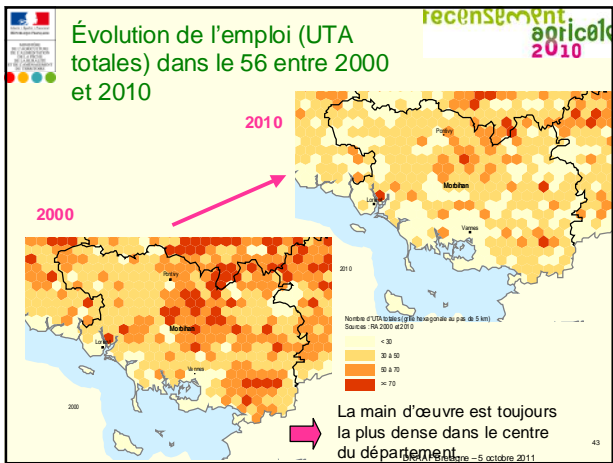 recensement
agricole
2010
Évolution de l'emploi (UTA
totales) dans le 56 entre 2000
et 2010
2010
Pontivy
Morbihan
Lorient
Vannes
2010
2000
Pontivy
Morbihan
Lorient
Vannes
2000
Nombre d'UTA totales (grille hexagonale au pas de 5 km)
Sources : RA 2000 et 2010
< 30
30 à 50
50 à 70
>= 70
La main d'œuvre est toujours
la plus dense dans le centre
du département
DRAAF Bretagne – 5 octobre 2011
43